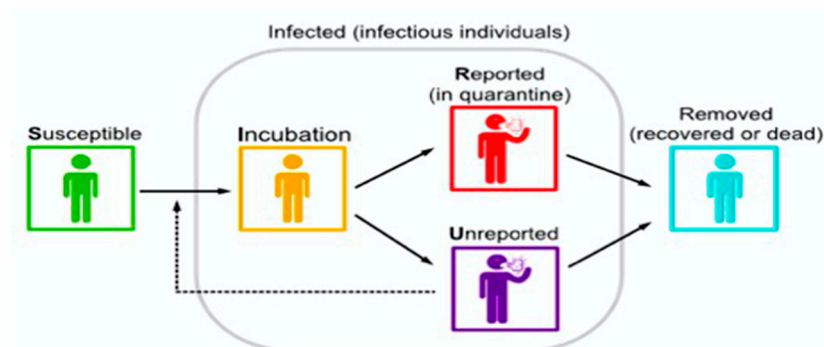 Infected (infectious individuals)
Reported
(in quarantine)
Removed
(recovered or dead)
Susceptible
Incubation
Unreported